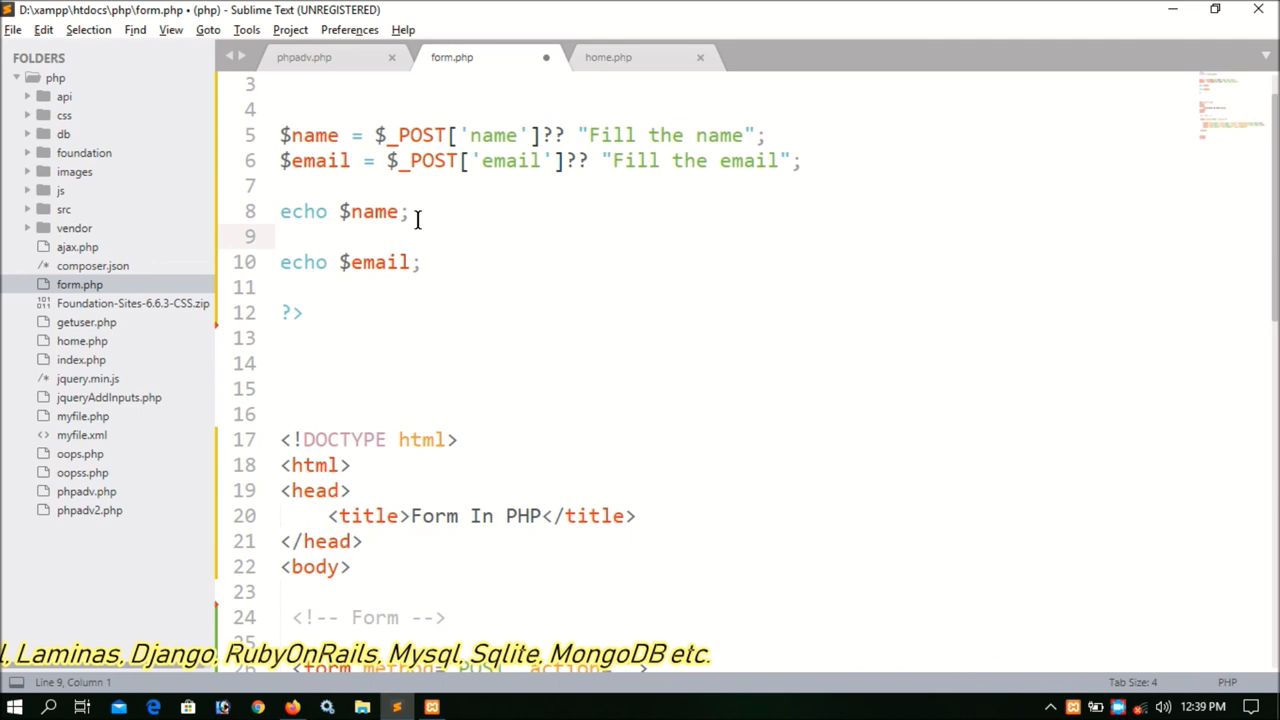 D:\xampp\htdocs\php\form.php • (php) - Sublime Text (UNREGISTERED)
File Edit Selection Find View Goto Tools Project Preferences Help
FOLDERS
php
api
css
db
foundation
images
js
src
vendor
ajax.php
composer.json
form.php
Foundation-Sites-6.6.3-CSS.zip
getuser.php
home.php
index.php
jquery.min.js
jqueryAddInputs.php
myfile.php
myfile.xml
oops.php
oopss.php
phpadv.php
phpadv2.php
phpadv.php form.php home.php
3
4
5 $name = $_POST['name']?? "Fill the name";
6 $email = $_POST['email']?? "Fill the email";
7
8 echo $name;
9
10 echo $email;
11
12 ?>
13
14
15
16
17 <!DOCTYPE html>
18 <html>
19 <head>
20 <title>Form In PHP</title>
21 </head>
22 <body>
23
24 <!-- Form -->
25
26 <form method="POST" action="">
l, Laminas, Django, RubyOnRails, Mysql, Sqlite, MongoDB etc.
Line 9, Column 1 Tab Size: 4 PHP
12:39 PM